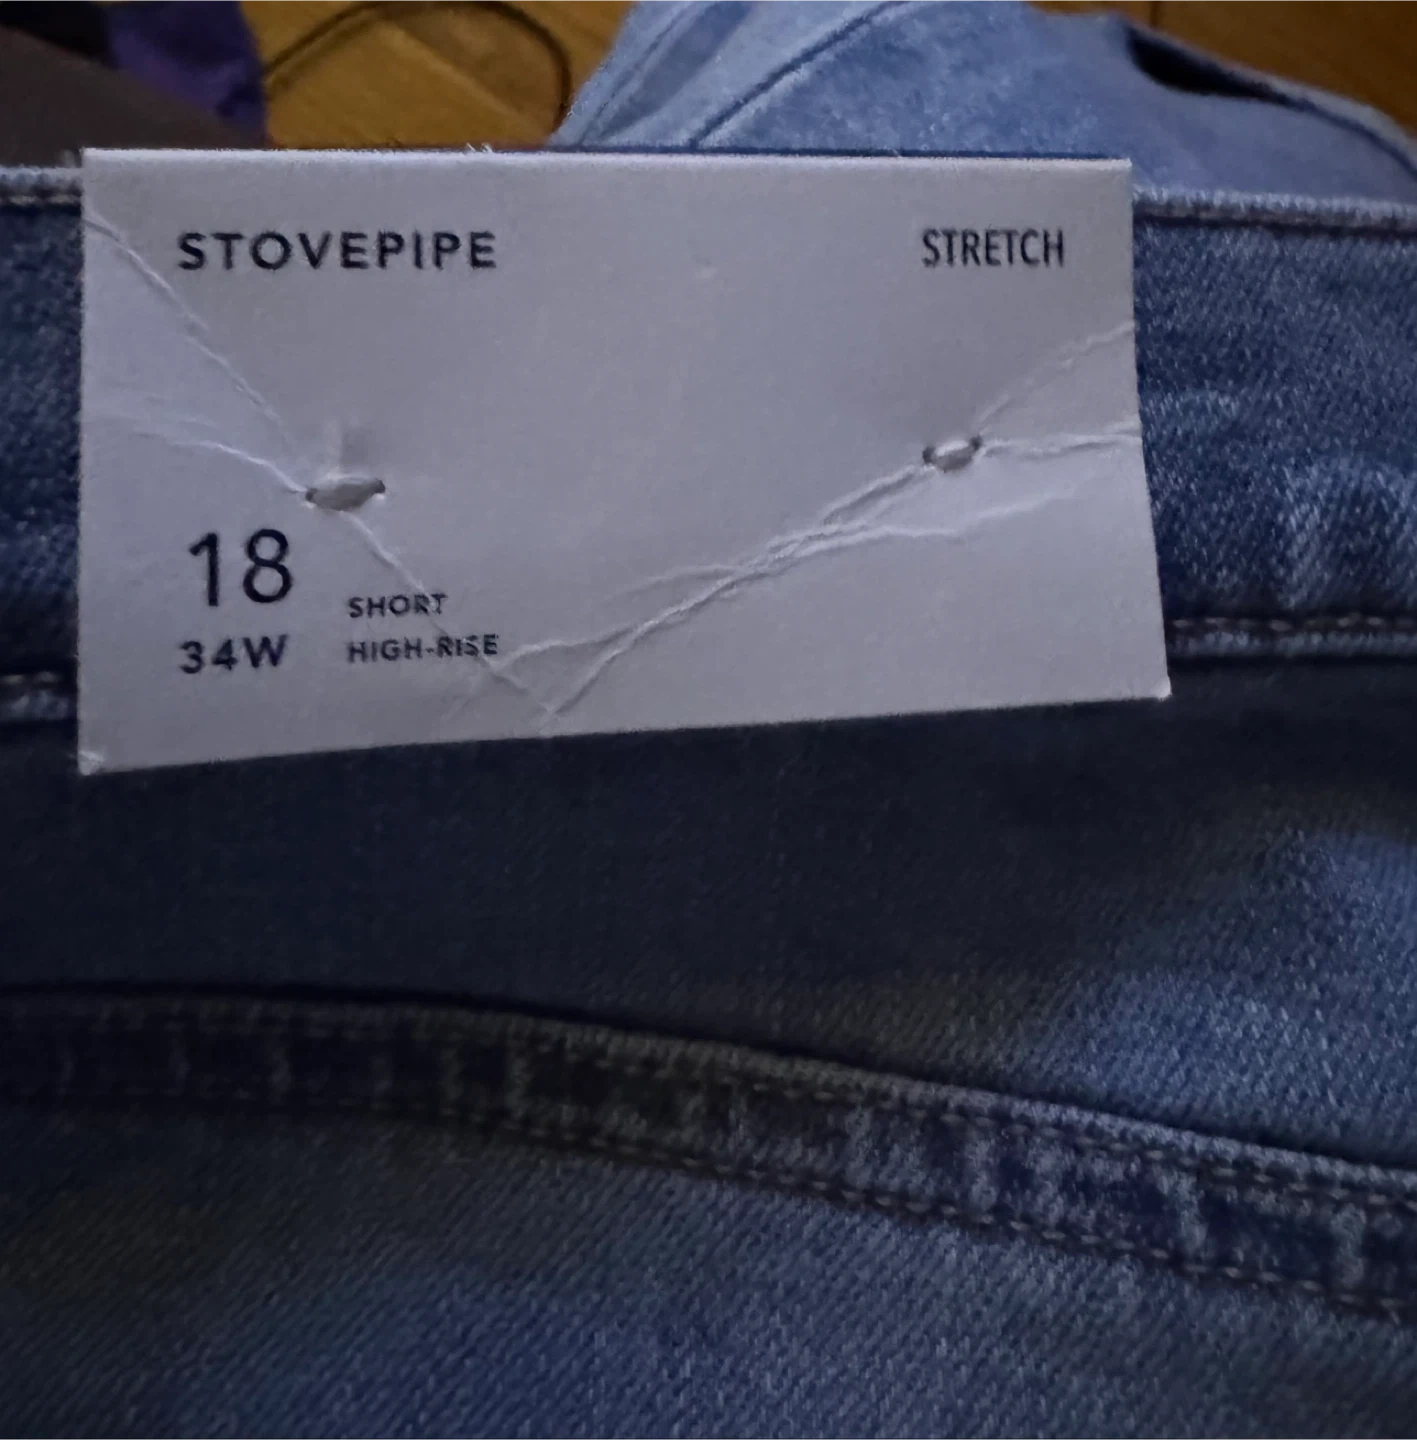 STOVEPIPE
STRETCH
18
34W
SHORT
HIGH-RISE